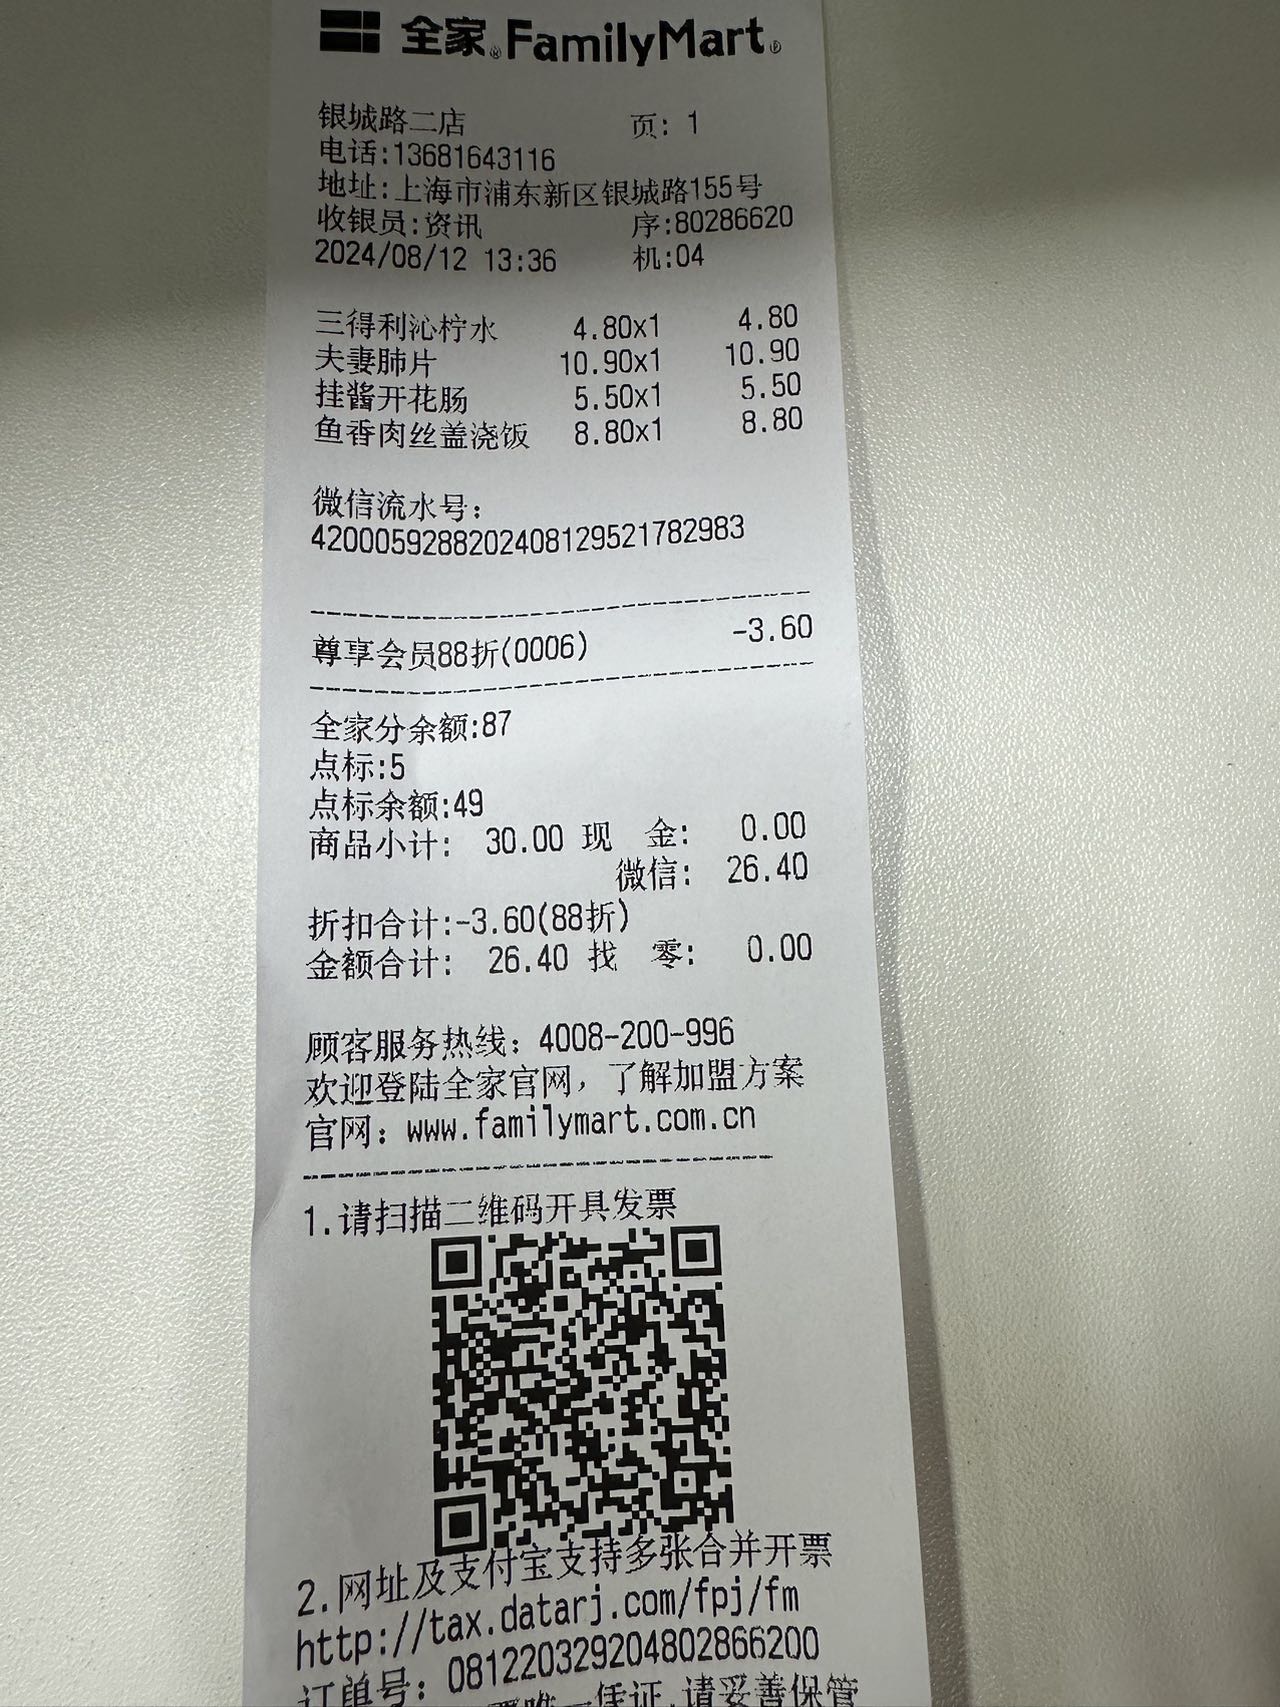 全家® FamilyMart®
银城路二店 页: 1
电话:13681643116
地址:上海市浦东新区银城路155号
收银员:资讯 序:80286620
2024/08/12 13:36 机:04
三得利沁柠水 4.80x1 4.80
夫妻肺片 10.90x1 10.90
挂酱开花肠 5.50x1 5.50
鱼香肉丝盖浇饭 8.80x1 8.80
微信流水号:
4200059288202408129521782983
尊享会员88折(0006) -3.60
全家分余额:87
点标:5
点标余额:49
商品小计: 30.00 现 金: 0.00
微信: 26.40
折扣合计:-3.60(88折)
金额合计: 26.40 找 零: 0.00
顾客服务热线: 4008-200-996
欢迎登陆全家官网,了解加盟方案
官网: www.familymart.com.cn
1.请扫描二维码开具发票
2.网址及支付宝支持多张合并开票
http://tax.datarj.com/fpj/fm
订单号: 081220329204802866200
唯一凭证,请妥善保管